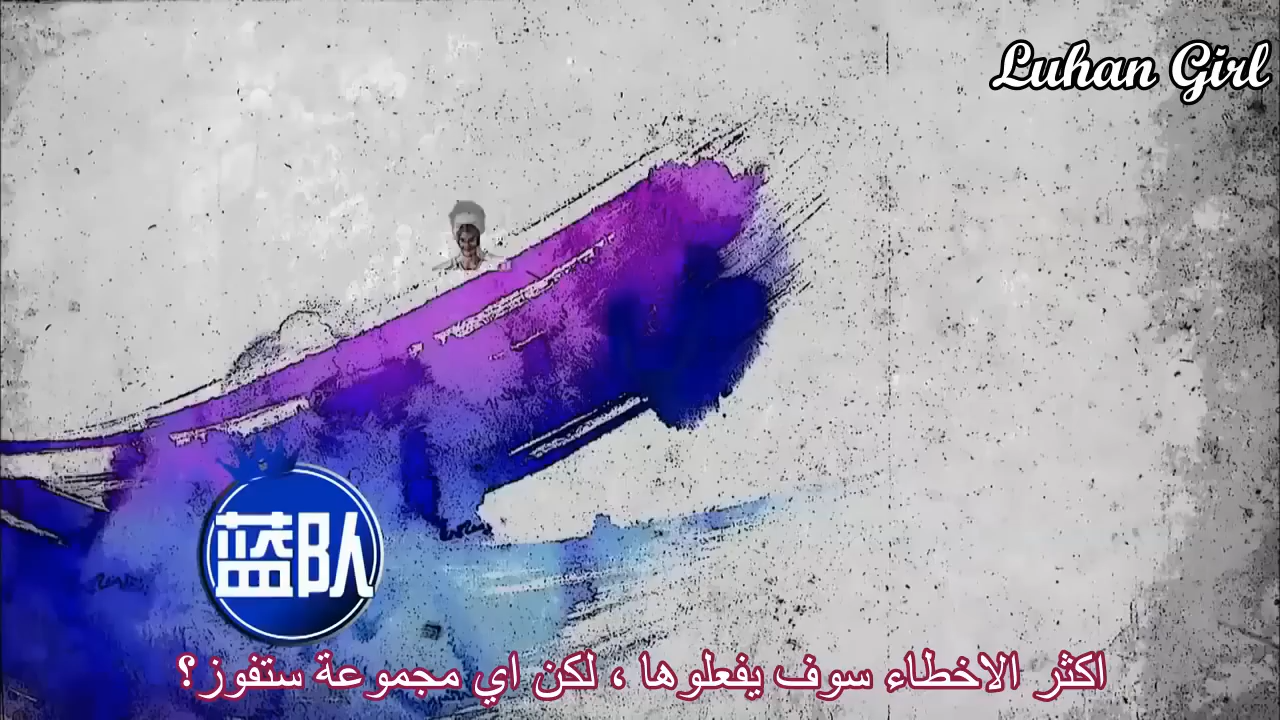 Luhan Girl
蓝队
اكثر الاخطاء سوف يفعلوها ، لكن اي مجموعة ستفوز؟